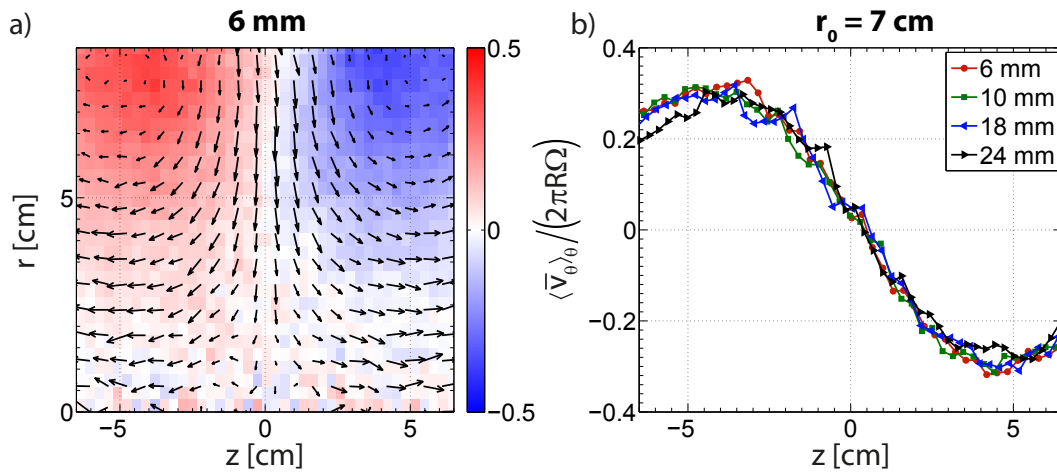 a)
6 mm
r [cm]
5
0
−5
0
5
z [cm]
0.5
0
−0.5
b)
r₀ = 7 cm
⟨v̅_θ⟩_θ/(2πRΩ)
0.4
0.2
0
−0.2
−0.4
−5
0
5
z [cm]
6 mm
10 mm
18 mm
24 mm